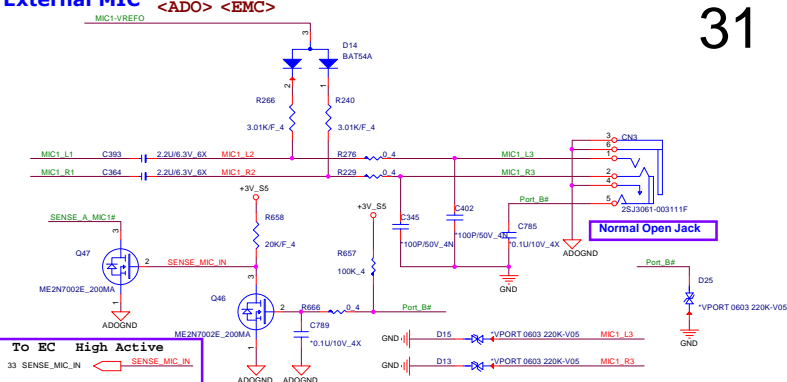 External MIC <ADO> <EMC>
31
MIC1-VREFO
3
D14
BAT54A
2
1
R266
R240
3.01K/F_4
3.01K/F_4
3
CN3
6
1
MIC1_L1 C393 2.2U/6.3V_6X MIC1_L2 R276 0_4 MIC1_L3
MIC1_R1 C364 2.2U/6.3V_6X MIC1_R2 R229 0_4 MIC1_R3
2
4
+3V_S5
+3V_S5
Port_B#
5
2SJ3061-003111F
SENSE_A_MIC1#
R658
C345
C402
C785
Normal Open Jack
3
20K/F_4
*100P/50V_4N
*100P/50V_4N
*0.1U/10V_4X
Q47
R657
ADOGND
2 SENSE_MIC_IN
100K_4
Port_B#
ME2N7002E_200MA
3
GND
D25
1
Q46
2 R666 0_4 Port_B#
*VPORT 0603 220K-V05
ADOGND
C789
ME2N7002E_200MA
*0.1U/10V_4X
GND D15 *VPORT 0603 220K-V05 MIC1_L3
GND
1
To EC High Active
33 SENSE_MIC_IN SENSE_MIC_IN
GND D13 *VPORT 0603 220K-V05 MIC1_R3
ADOGND ADOGND